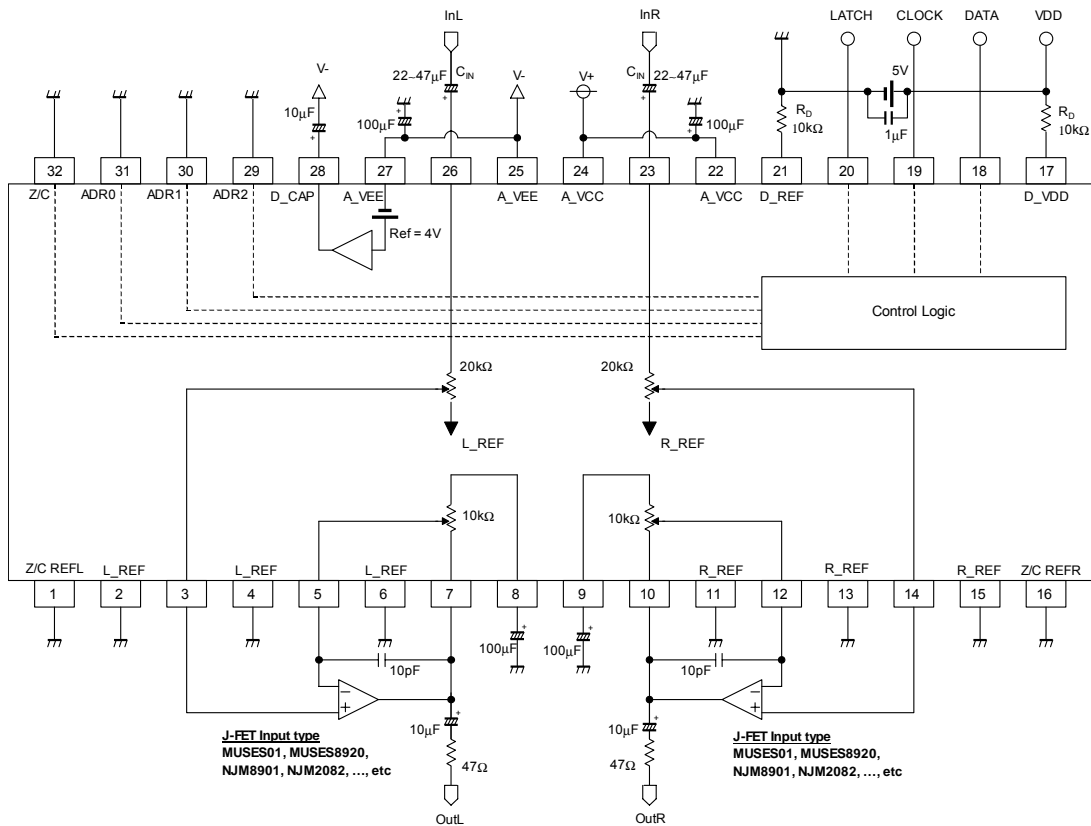 InL
InR
LATCH
CLOCK
DATA
VDD
V-
22~47μF
CIN
V-
V+
CIN
22~47μF
5V
10μF
100μF
100μF
RD
10kΩ
1μF
RD
10kΩ
32
31
30
29
28
27
26
25
24
23
22
21
20
19
18
17
Z/C
ADR0
ADR1
ADR2
D_CAP
A_VEE
A_VEE
A_VCC
A_VCC
D_REF
D_VDD
Ref = 4V
Control Logic
20kΩ
20kΩ
L_REF
R_REF
10kΩ
10kΩ
Z/C REFL
L_REF
L_REF
L_REF
R_REF
R_REF
R_REF
Z/C REFR
1
2
3
4
5
6
7
8
9
10
11
12
13
14
15
16
100μF
100μF
10pF
10pF
10μF
10μF
47Ω
47Ω
J-FET Input type
MUSES01, MUSES8920,
NJM8901, NJM2082, ..., etc
J-FET Input type
MUSES01, MUSES8920,
NJM8901, NJM2082, ..., etc
OutL
OutR